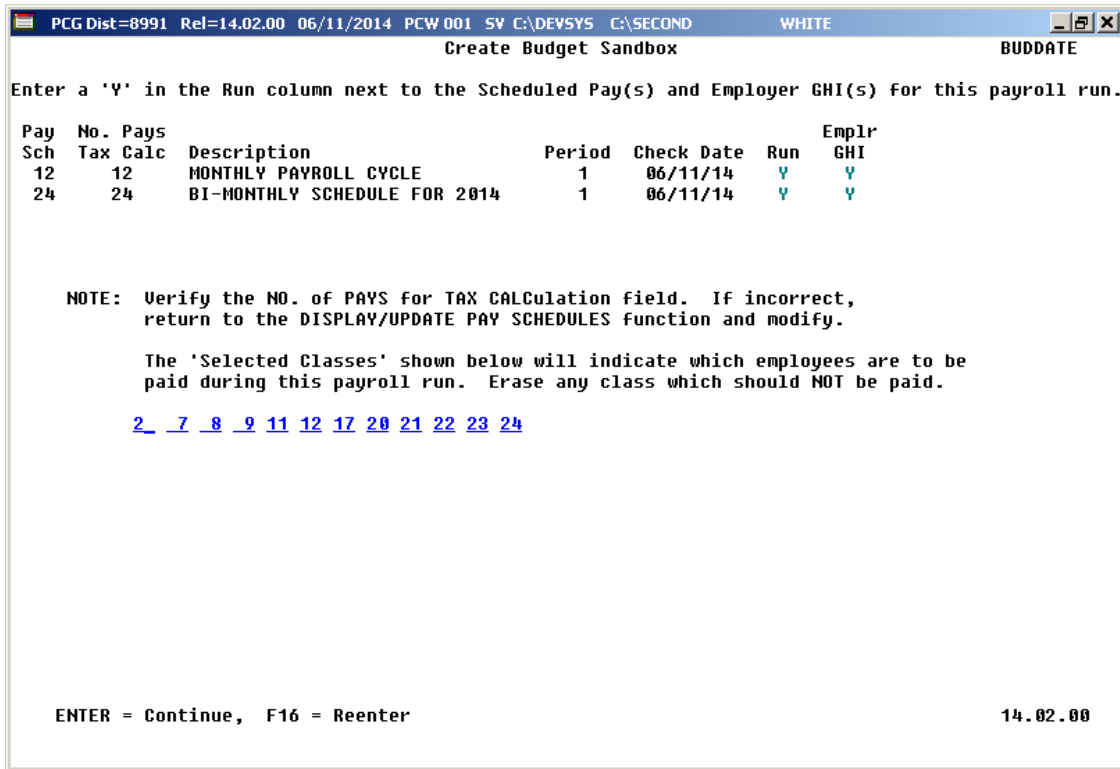 PCG Dist=8991 Rel=14.02.00 06/11/2014 PCW 001 SV C:\DEVSYS C:\SECOND WHITE
Create Budget Sandbox BUDDATE
Enter a 'Y' in the Run column next to the Scheduled Pay(s) and Employer GHI(s) for this payroll run.
Pay No. Pays Emplr
Sch Tax Calc Description Period Check Date Run GHI
12 12 MONTHLY PAYROLL CYCLE 1 06/11/14 Y Y
24 24 BI-MONTHLY SCHEDULE FOR 2014 1 06/11/14 Y Y
NOTE: Verify the NO. of PAYS for TAX CALCulation field. If incorrect,
return to the DISPLAY/UPDATE PAY SCHEDULES function and modify.
The 'Selected Classes' shown below will indicate which employees are to be
paid during this payroll run. Erase any class which should NOT be paid.
2_ _7 _8 _9 11 12 17 20 21 22 23 24
ENTER = Continue, F16 = Reenter 14.02.00